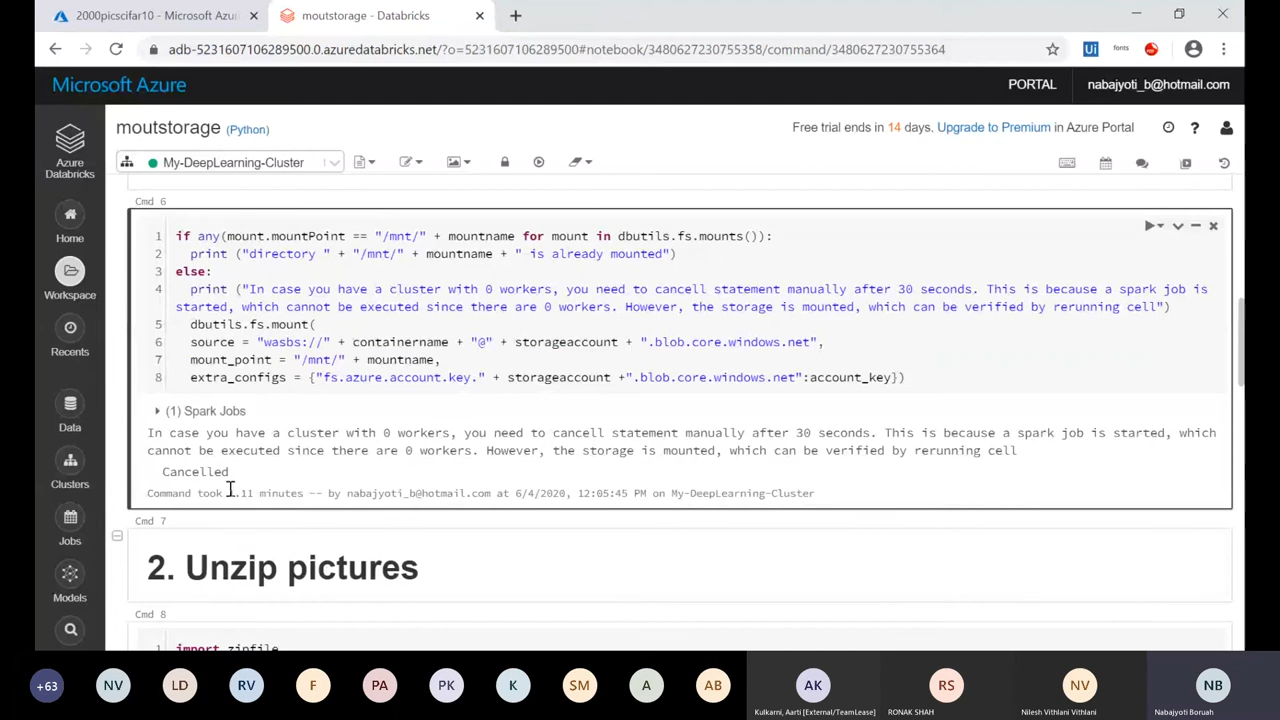 2000picscifar10 - Microsoft Azu
moutstorage - Databricks
adb-5231607106289500.0.azuredatabricks.net/?o=5231607106289500#notebook/3480627230755358/command/3480627230755364
Ui
fonts
Microsoft Azure
PORTAL
nabajyoti_b@hotmail.com
Azure
Databricks
Home
Workspace
Recents
Data
Clusters
Jobs
Models
moutstorage (Python)
Free trial ends in 14 days. Upgrade to Premium in Azure Portal
?
My-DeepLearning-Cluster
Cmd 6
1 if any(mount.mountPoint == "/mnt/" + mountname for mount in dbutils.fs.mounts()):
2 print ("directory " + "/mnt/" + mountname + " is already mounted")
3 else:
4 print ("In case you have a cluster with 0 workers, you need to cancell statement manually after 30 seconds. This is because a spark job is
started, which cannot be executed since there are 0 workers. However, the storage is mounted, which can be verified by rerunning cell")
5 dbutils.fs.mount(
6 source = "wasbs://" + containername + "@" + storageaccount + ".blob.core.windows.net",
7 mount_point = "/mnt/" + mountname,
8 extra_configs = {"fs.azure.account.key." + storageaccount +".blob.core.windows.net":account_key})
(1) Spark Jobs
In case you have a cluster with 0 workers, you need to cancell statement manually after 30 seconds. This is because a spark job is started, which
cannot be executed since there are 0 workers. However, the storage is mounted, which can be verified by rerunning cell
Cancelled
Command took .11 minutes -- by nabajyoti_b@hotmail.com at 6/4/2020, 12:05:45 PM on My-DeepLearning-Cluster
Cmd 7
2. Unzip pictures
Cmd 8
1 import zipfile
+63
NV
LD
RV
F
PA
PK
K
SM
A
AB
AK
RS
NV
NB
Kulkarni, Aarti [External/TeamLease]
RONAK SHAH
Nilesh Vithlani Vithlani
Nabajyoti Boruah